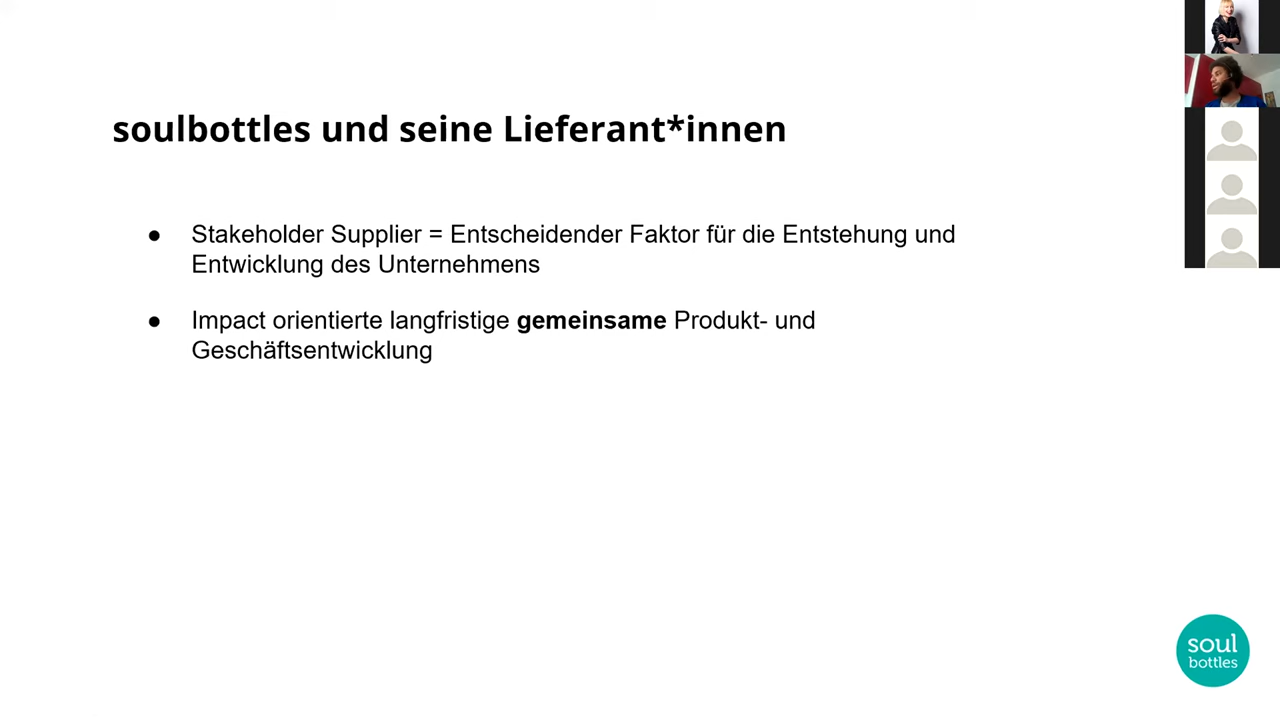 soulbottles und seine Lieferant*innen
● Stakeholder Supplier = Entscheidender Faktor für die Entstehung und
Entwicklung des Unternehmens
● Impact orientierte langfristige gemeinsame Produkt- und
Geschäftsentwicklung
soul
bottles